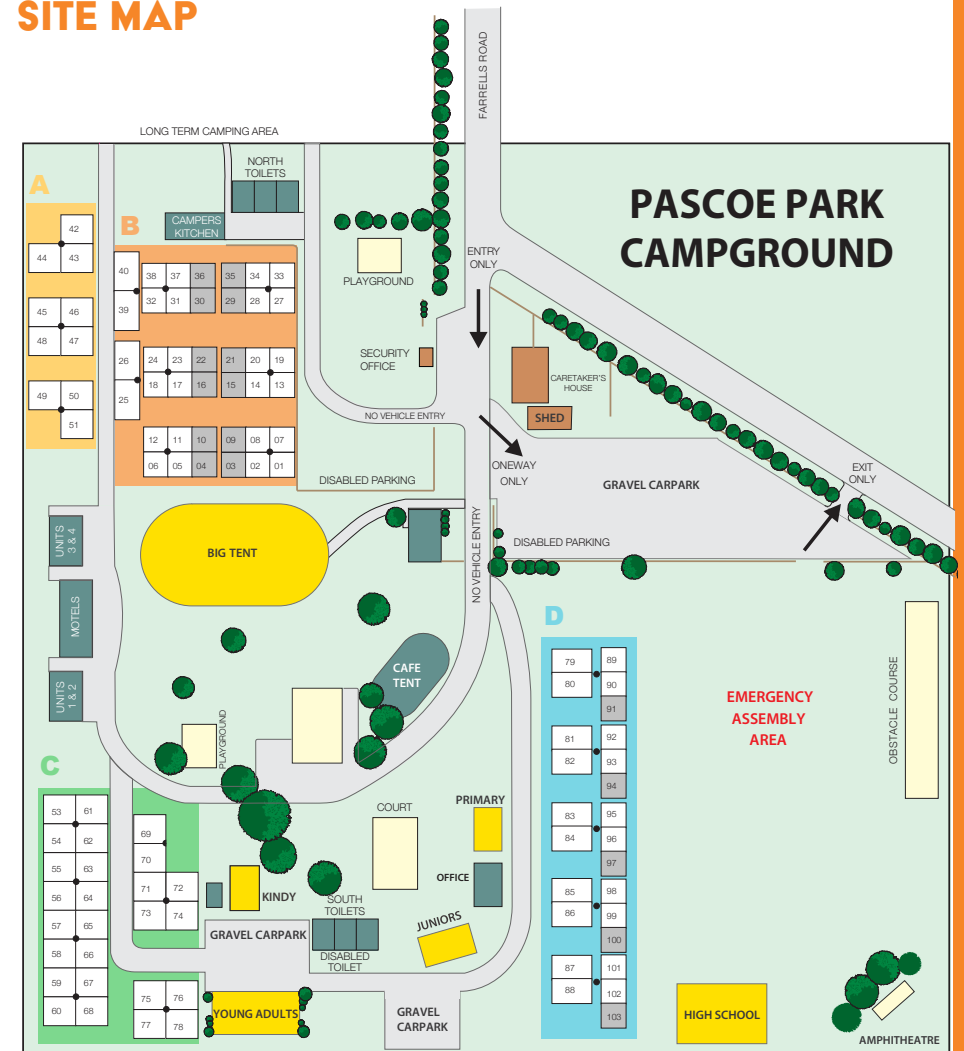 SITE MAP
FARRELLS ROAD
LONG TERM CAMPING AREA
NORTH
TOILETS
CAMPERS
KITCHEN
PASCOE PARK
CAMPGROUND
A
42
44 43
45 46
48 47
49 50
51
B
40
39
38 37 36 35 34 33
32 31 30 29 28 27
26
25
24 23 22 21 20 19
18 17 16 15 14 13
12 11 10 09 08 07
06 05 04 03 02 01
PLAYGROUND
ENTRY
ONLY
SECURITY
OFFICE
CARETAKER'S
HOUSE
SHED
NO VEHICLE ENTRY
ONEWAY
ONLY
GRAVEL CARPARK
EXIT
ONLY
DISABLED PARKING
DISABLED PARKING
NO VEHICLE ENTRY
UNITS
3 & 4
MOTELS
UNITS
1 & 2
BIG TENT
CAFE
TENT
PLAYGROUND
D
79
80
89
90
91
81
82
92
93
94
83
84
95
96
97
85
86
98
99
100
87
88
101
102
103
EMERGENCY
ASSEMBLY
AREA
OBSTACLE COURSE
C
53 61
54 62
55 63
56 64
57 65
58 66
59 67
60 68
69
70
71 72
73 74
75 76
77 78
KINDY
COURT
PRIMARY
OFFICE
JUNIORS
SOUTH
TOILETS
DISABLED
TOILET
GRAVEL CARPARK
YOUNG ADULTS
GRAVEL
CARPARK
HIGH SCHOOL
AMPHITHEATRE